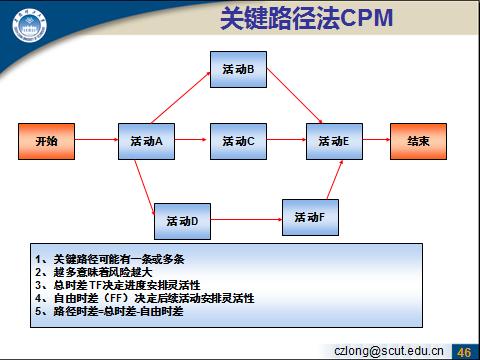 关键路径法CPM
活动B
开始
活动A
活动C
活动E
结束
活动D
活动F
1、关键路径可能有一条或多条
2、越多意味着风险越大
3、总时差TF决定进度安排灵活性
4、自由时差（FF）决定后续活动安排灵活性
5、路径时差=总时差-自由时差
czlong@scut.edu.cn 46